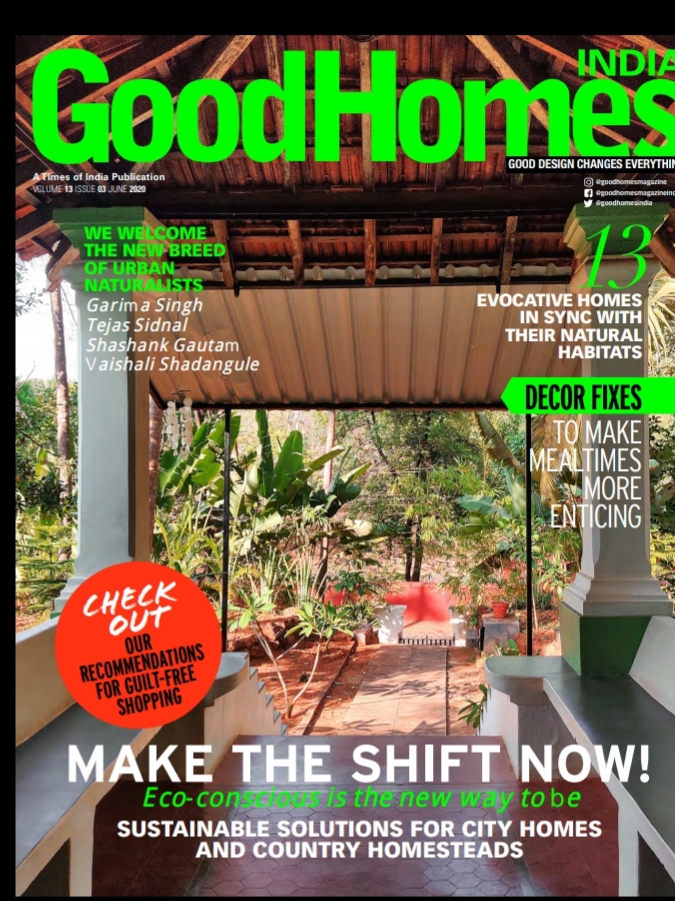 INDIA
GoodHomes
GOOD DESIGN CHANGES EVERYTHIN
A Times of India Publication
VOLUME 13 ISSUE 03 JUNE 2020
@goodhomesmagazine
@goodhomesmagazineind
@goodhomesindia
WE WELCOME
THE NEW BREED
OF URBAN
NATURALISTS
Garima Singh
Tejas Sidnal
Shashank Gautam
Vaishali Shadangule
13
EVOCATIVE HOMES
IN SYNC WITH
THEIR NATURAL
HABITATS
DECOR FIXES
TO MAKE
MEALTIMES
MORE
ENTICING
CHECK
OUT
OUR
RECOMMENDATIONS
FOR GUILT-FREE
SHOPPING
MAKE THE SHIFT NOW!
Eco-conscious is the new way to be
SUSTAINABLE SOLUTIONS FOR CITY HOMES
AND COUNTRY HOMESTEADS